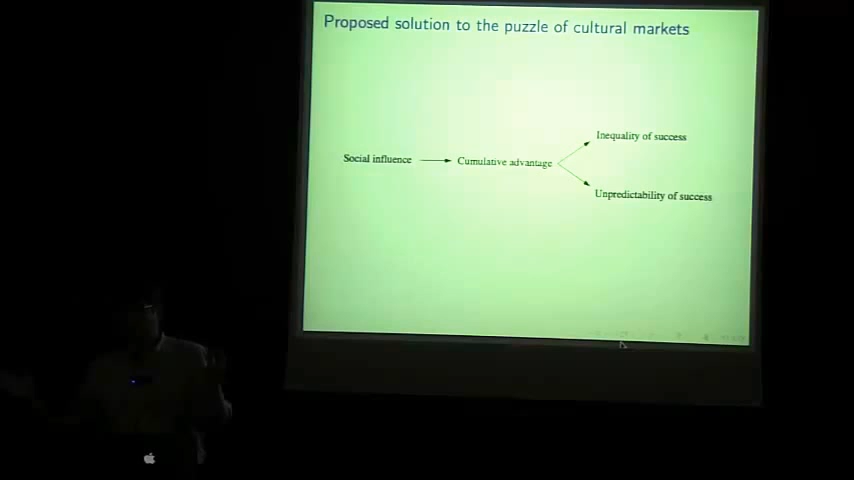 Proposed solution to the puzzle of cultural markets
Inequality of success
Social influence
Cumulative advantage
Unpredictability of success